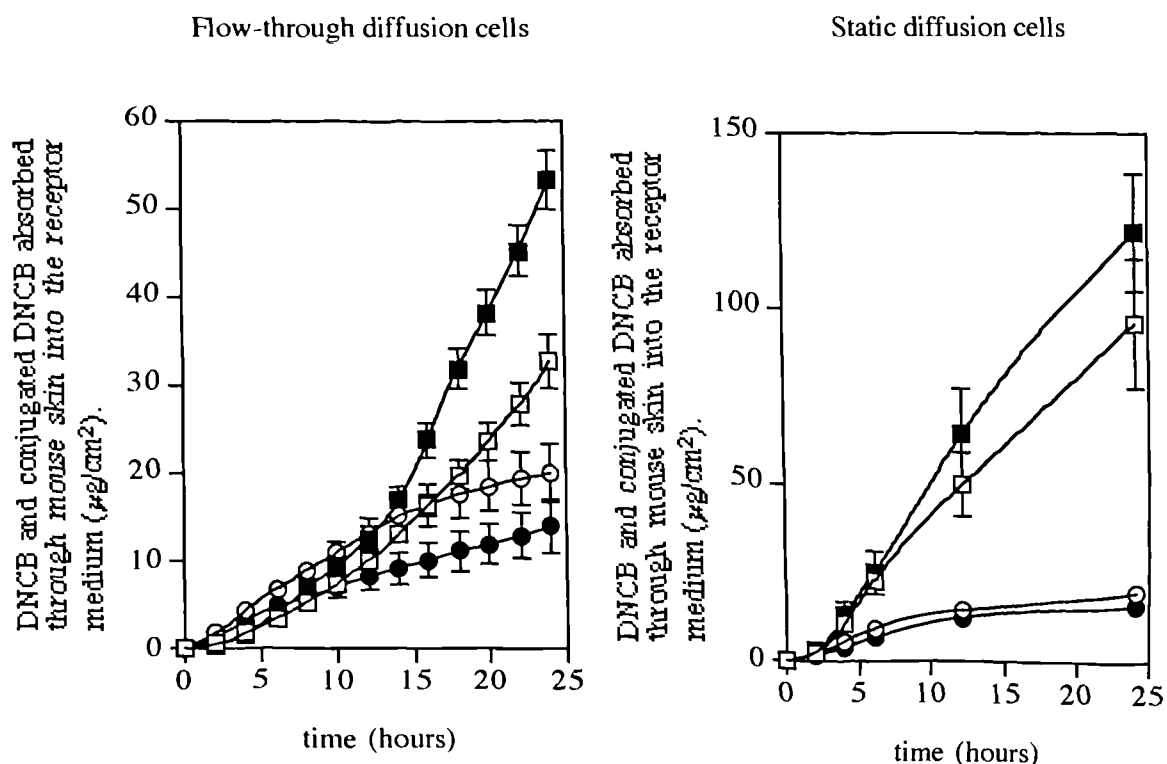 Flow-through diffusion cells
DNCB and conjugated DNCB absorbed
through mouse skin into the receptor
medium (µg/cm²).
60
50
40
30
20
10
0
0 5 10 15 20 25
time (hours)
Static diffusion cells
DNCB and conjugated DNCB absorbed
through mouse skin into the receptor
medium (µg/cm²).
150
100
50
0
0 5 10 15 20 25
time (hours)